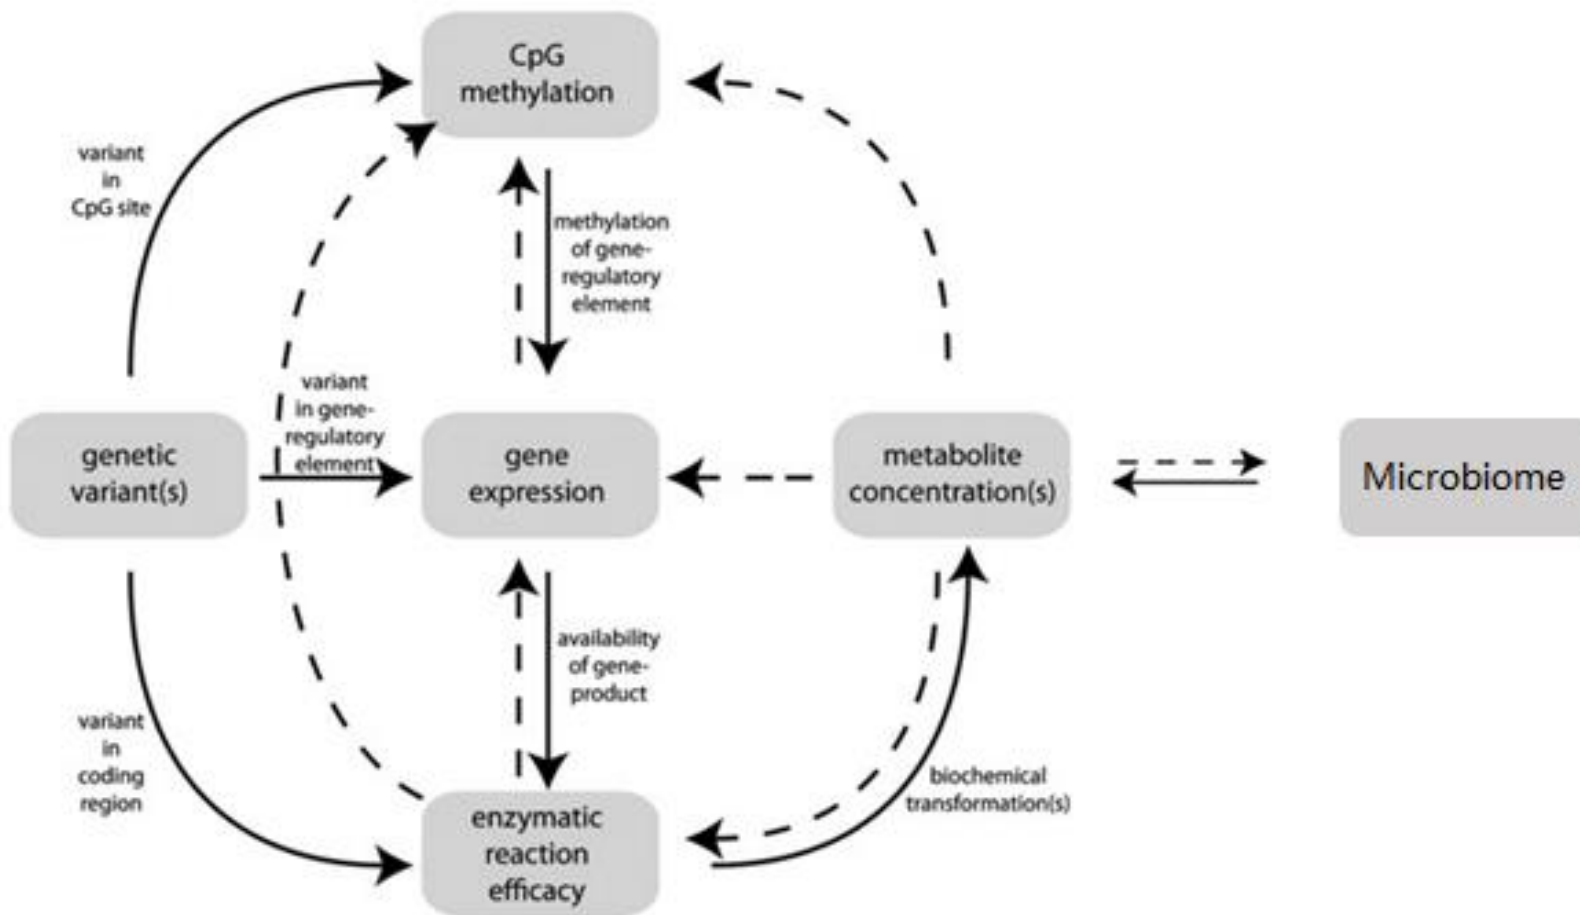 CpG
methylation
variant
in
CpG site
methylation
of gene-
regulatory
element
variant
in gene-
regulatory
element
genetic
variant(s)
gene
expression
metabolite
concentration(s)
Microbiome
availability
of gene-
product
variant
in
coding
region
biochemical
transformation(s)
enzymatic
reaction
efficacy